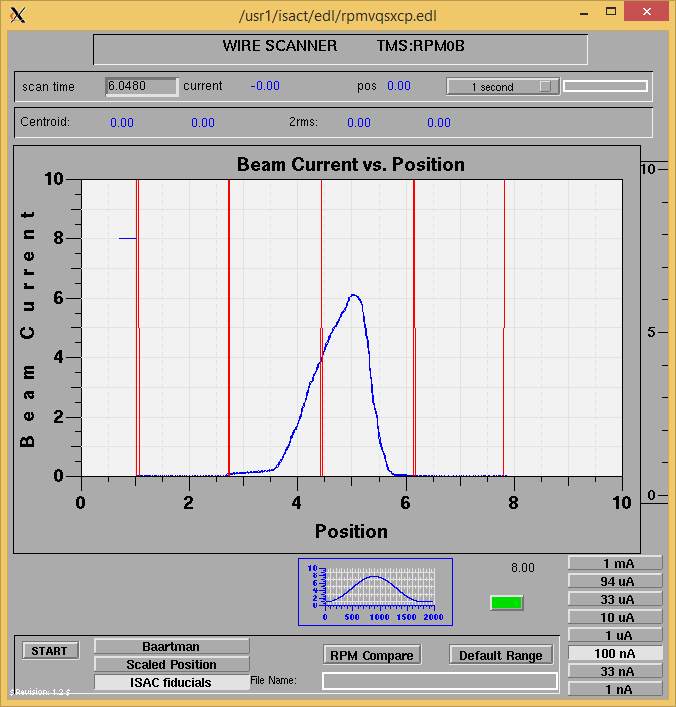 /usr1/isact/edl/rpmvqsxcp.edl
WIRE SCANNER TMS:RPM0B
scan time 6.0480 current -0.00 pos 0.00 1 second
Centroid: 0.00 0.00 2rms: 0.00 0.00
Beam Current vs. Position
10
8
6
4
2
0
Beam Current
0 2 4 6 8 10
Position
10
5
0
10
8
6
4
2
0
0 500 1000 1500 2000
8.00
1 mA
94 uA
33 uA
10 uA
1 uA
100 nA
33 nA
1 nA
START
Baartman
Scaled Position
ISAC fiducials
RPM Compare
Default Range
File Name:
$Revision: 1.2 $